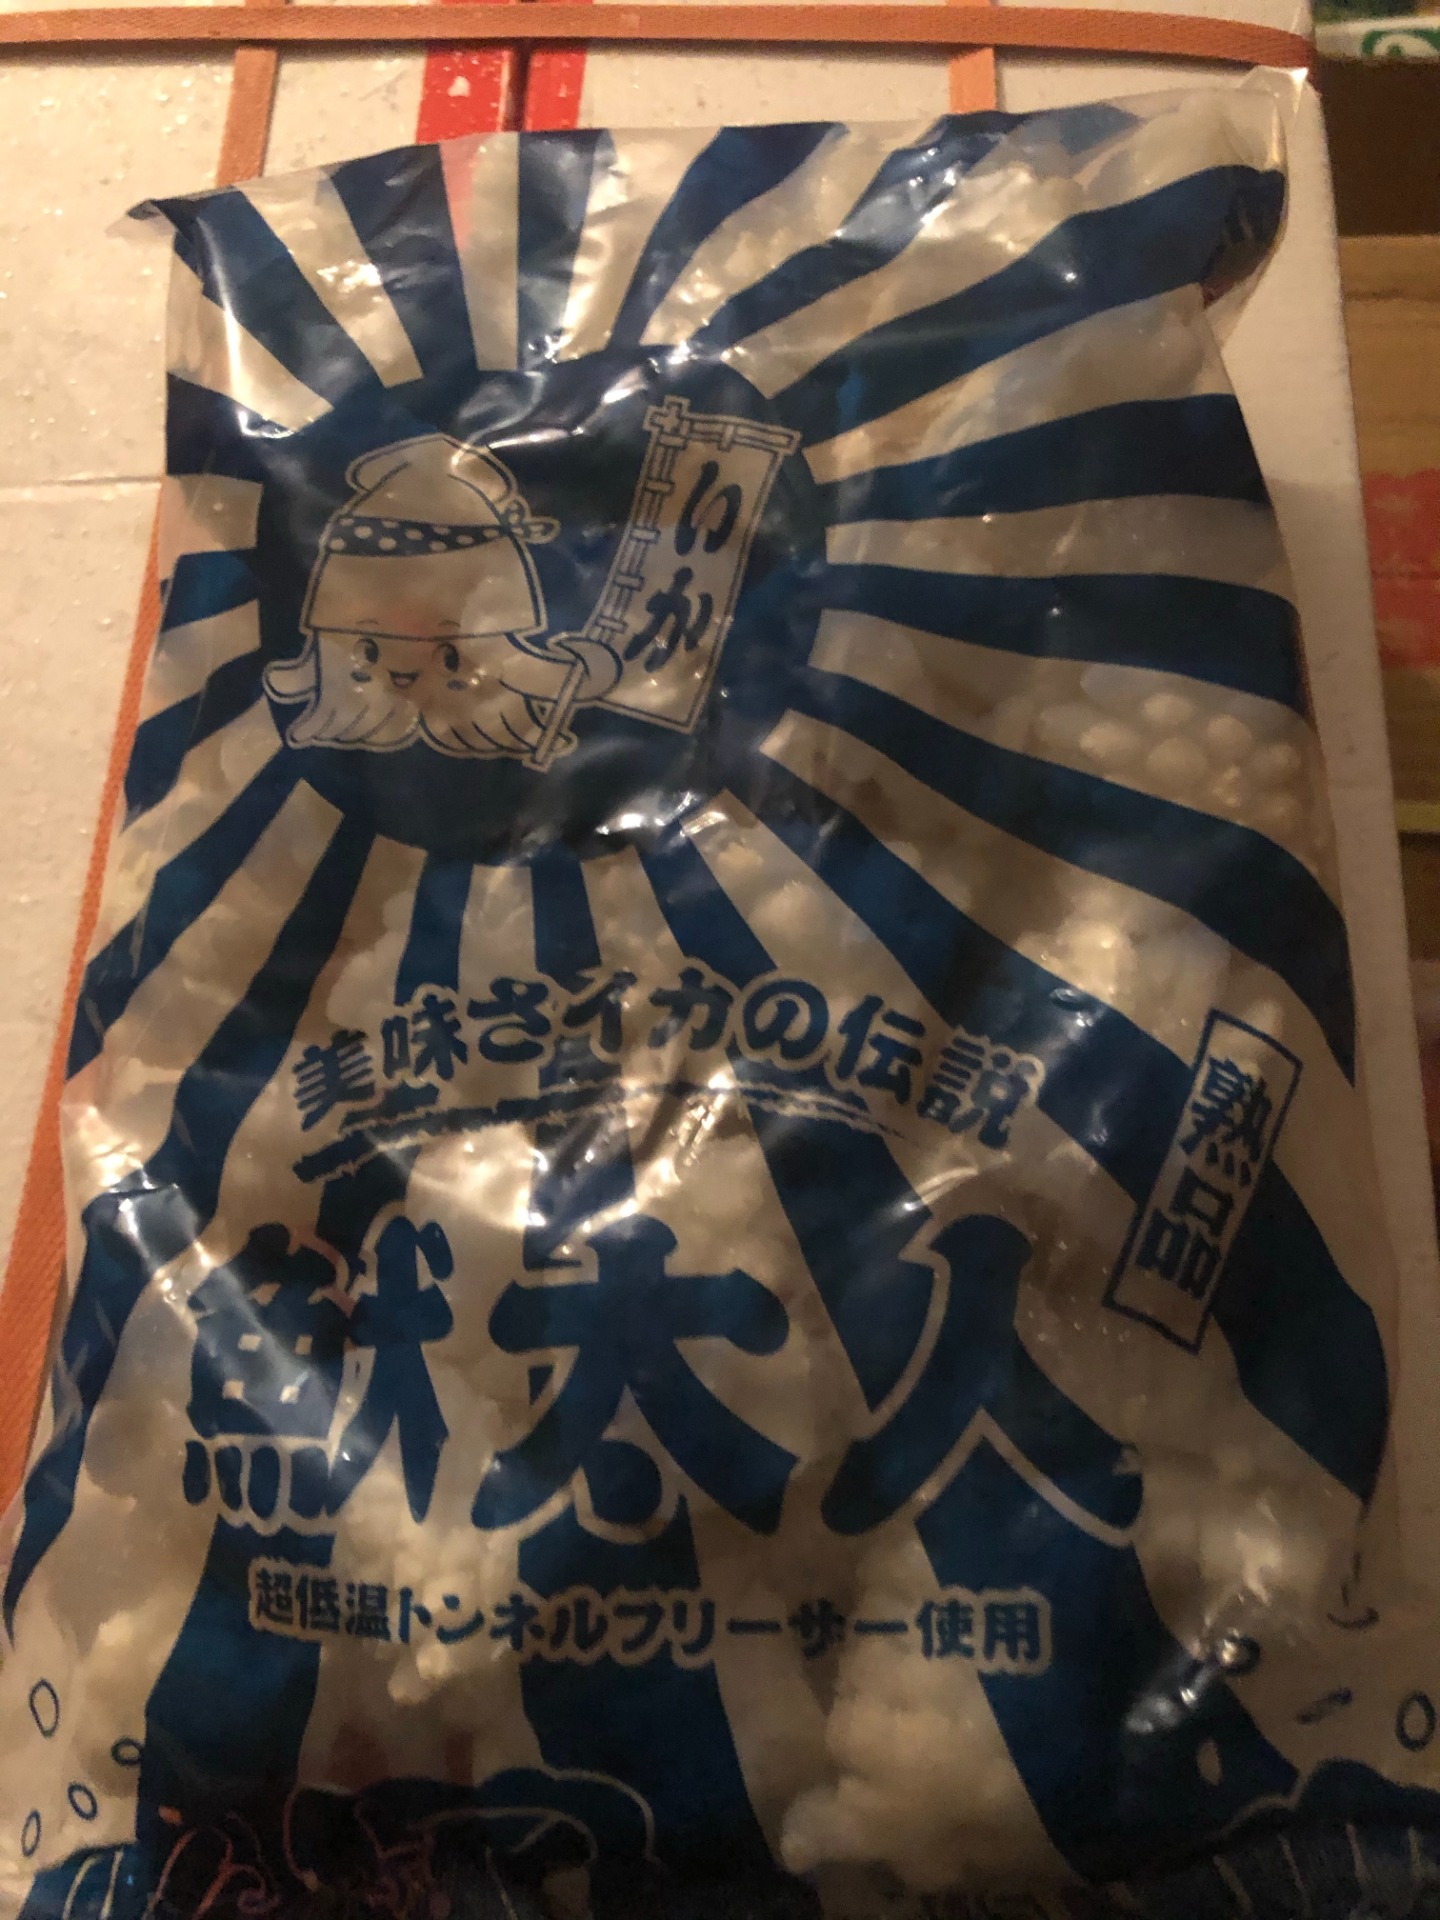 いか
美味さイカの伝説
熟品
魷太人
超低温トンネルフリーザー使用